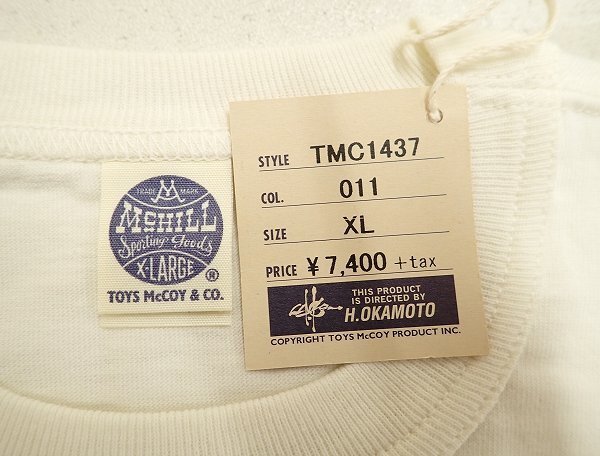 TRADE MARK
McHILL
Sporting Goods
X-LARGE
®
TOYS McCOY & CO.
STYLE TMC1437
COL. 011
SIZE XL
PRICE ¥7,400 +tax
THIS PRODUCT
IS DIRECTED BY
H.OKAMOTO
COPYRIGHT TOYS McCOY PRODUCT INC.